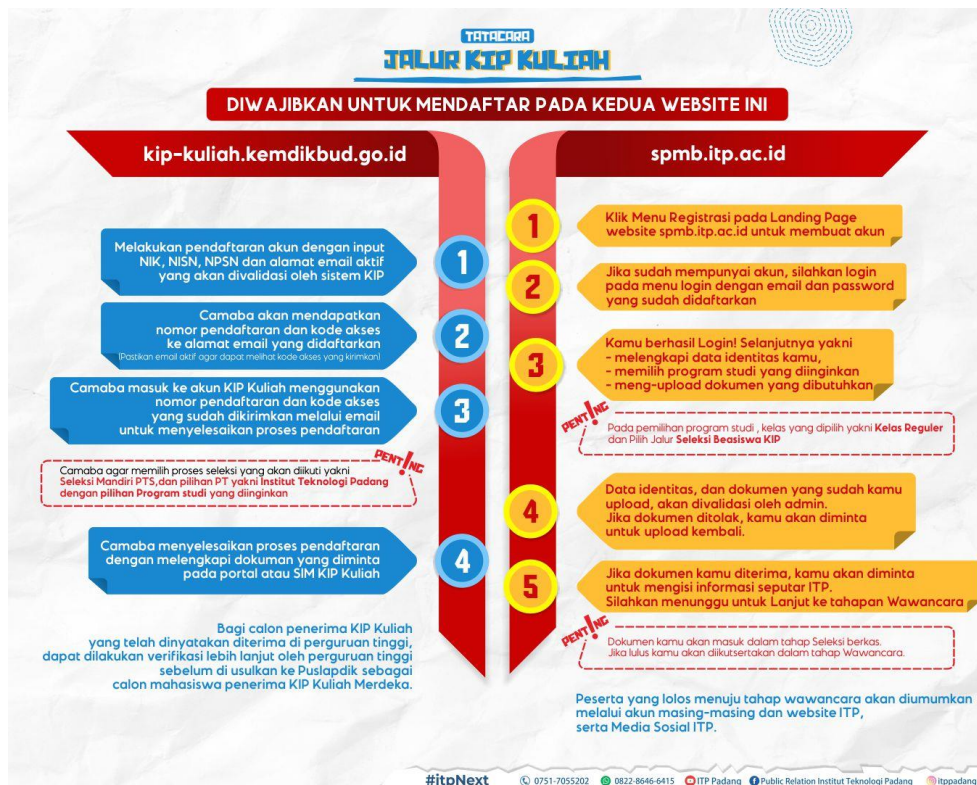 TATACARA
JALUR KIP KULIAH
DIWAJIBKAN UNTUK MENDAFTAR PADA KEDUA WEBSITE INI
kip-kuliah.kemdikbud.go.id
1
Melakukan pendaftaran akun dengan input
NIK, NISN, NPSN dan alamat email aktif
yang akan divalidasi oleh sistem KIP
2
Camaba akan mendapatkan
nomor pendaftaran dan kode akses
ke alamat email yang didaftarkan
(Pastikan email aktif agar dapat melihat kode akses yang kirimkan)
3
Camaba masuk ke akun KIP Kuliah menggunakan
nomor pendaftaran dan kode akses
yang sudah dikirimkan melalui email
untuk menyelesaikan proses pendaftaran
PENT!NG
Camaba agar memilih proses seleksi yang akan diikuti yakni
Seleksi Mandiri PTS,dan pilihan PT yakni Institut Teknologi Padang
dengan pilihan Program studi yang diinginkan
4
Camaba menyelesaikan proses pendaftaran
dengan melengkapi dokuman yang diminta
pada portal atau SIM KIP Kuliah
Bagi calon penerima KIP Kuliah
yang telah dinyatakan diterima di perguruan tinggi,
dapat dilakukan verifikasi lebih lanjut oleh perguruan tinggi
sebelum di usulkan ke Puslapdik sebagai
calon mahasiswa penerima KIP Kuliah Merdeka.
spmb.itp.ac.id
1
Klik Menu Registrasi pada Landing Page
website spmb.itp.ac.id untuk membuat akun
2
Jika sudah mempunyai akun, silahkan login
pada menu login dengan email dan password
yang sudah didaftarkan
3
Kamu berhasil Login! Selanjutnya yakni
- melengkapi data identitas kamu,
- memilih program studi yang diinginkan
- meng-upload dokumen yang dibutuhkan
PENT!NG
Pada pemilihan program studi , kelas yang dipilih yakni Kelas Reguler
dan Pilih Jalur Seleksi Beasiswa KIP
4
Data identitas, dan dokumen yang sudah kamu
upload, akan divalidasi oleh admin.
Jika dokumen ditolak, kamu akan diminta
untuk upload kembali.
5
Jika dokumen kamu diterima, kamu akan diminta
untuk mengisi informasi seputar ITP.
Silahkan menunggu untuk Lanjut ke tahapan Wawancara
PENT!NG
Dokumen kamu akan masuk dalam tahap Seleksi berkas.
Jika lulus kamu akan diikutsertakan dalam tahap Wawancara.
Peserta yang lolos menuju tahap wawancara akan diumumkan
melalui akun masing-masing dan website ITP,
serta Media Sosial ITP.
#itpNext 0751-7055202 0822-8646-6415 ITP Padang Public Relation Institut Teknologi Padang itppadang